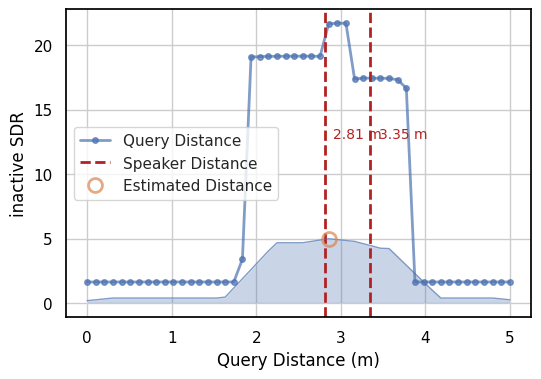 20
15
10
5
0
inactive SDR
Query Distance
Speaker Distance
Estimated Distance
2.81 m
3.35 m
0 1 2 3 4 5
Query Distance (m)